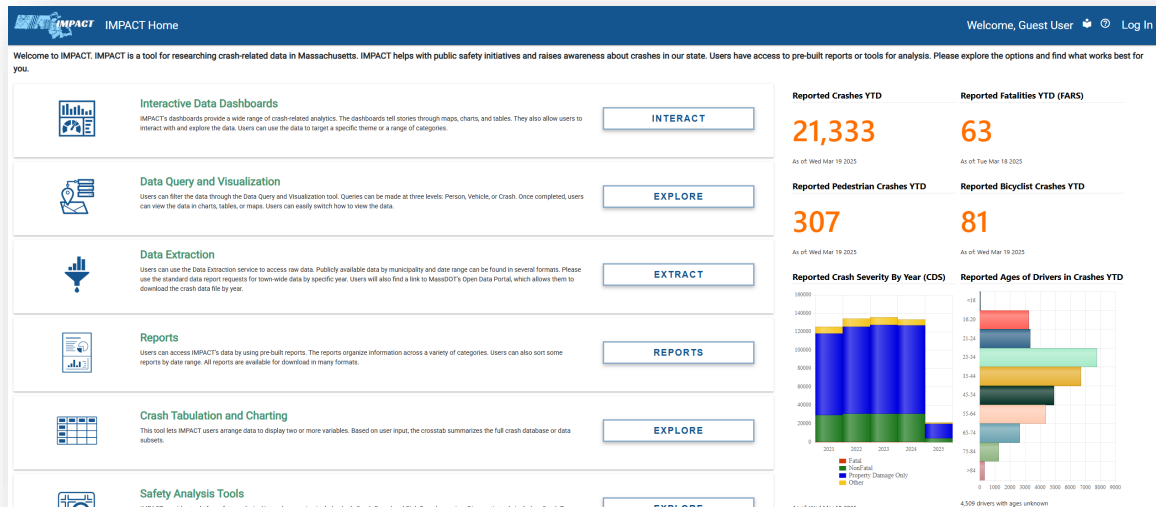 IMPACT IMPACT Home
Welcome, Guest User
Log In
Welcome to IMPACT. IMPACT is a tool for researching crash-related data in Massachusetts. IMPACT helps with public safety initiatives and raises awareness about crashes in our state. Users have access to pre-built reports or tools for analysis. Please explore the options and find what works best for
you.
Interactive Data Dashboards
IMPACT's dashboards provide a wide range of crash-related analytics. The dashboards tell stories through maps, charts, and tables. They also allow users to
interact with and explore the data. Users can use the data to target a specific theme or a range of categories.
INTERACT
Data Query and Visualization
Users can filter the data through the Data Query and Visualization tool. Queries can be made at three levels: Person, Vehicle, or Crash. Once completed, users
can view the data in charts, tables, or maps. Users can easily switch how to view the data.
EXPLORE
Data Extraction
Users can use the Data Extraction service to access raw data. Publicly available data by municipality and date range can be found in several formats. Please
use the standard data report requests for town-wide data by specific year. Users will also find a link to MassDOT's Open Data Portal, which allows them to
download the crash data file by year.
EXTRACT
Reports
Users can access IMPACT's data by using pre-built reports. The reports organize information across a variety of categories. Users can also sort some
reports by date range. All reports are available for download in many formats.
REPORTS
Crash Tabulation and Charting
This tool lets IMPACT users arrange data to display two or more variables. Based on user input, the crosstab summarizes the full crash database or data
subsets.
EXPLORE
Safety Analysis Tools
EXPLORE
Reported Crashes YTD
21,333
As of: Wed Mar 19 2025
Reported Fatalities YTD (FARS)
63
As of: Tue Mar 18 2025
Reported Pedestrian Crashes YTD
307
As of: Wed Mar 19 2025
Reported Bicyclist Crashes YTD
81
As of: Wed Mar 19 2025
Reported Crash Severity By Year (CDS)
160000
140000
120000
100000
80000
60000
40000
20000
0
2021 2022 2023 2024 2025
Fatal
NonFatal
Property Damage Only
Other
Reported Ages of Drivers in Crashes YTD
<18
18-20
21-24
25-34
35-44
45-54
55-64
65-74
75-84
>84
0 1000 2000 3000 4000 5000 6000 7000 8000 9000
4,509 drivers with ages unknown